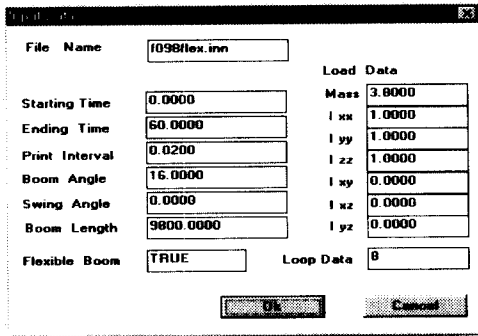 File Name f098flex.inn
Load Data
Starting Time 0.0000 Mass 3.8000
Ending Time 60.0000 I xx 1.0000
Print Interval 0.0200 I yy 1.0000
Boom Angle 16.0000 I zz 1.0000
Swing Angle 0.0000 I xy 0.0000
Boom Length 9800.0000 I xz 0.0000
I yz 0.0000
Flexible Boom TRUE Loop Data 8
Ok Cancel